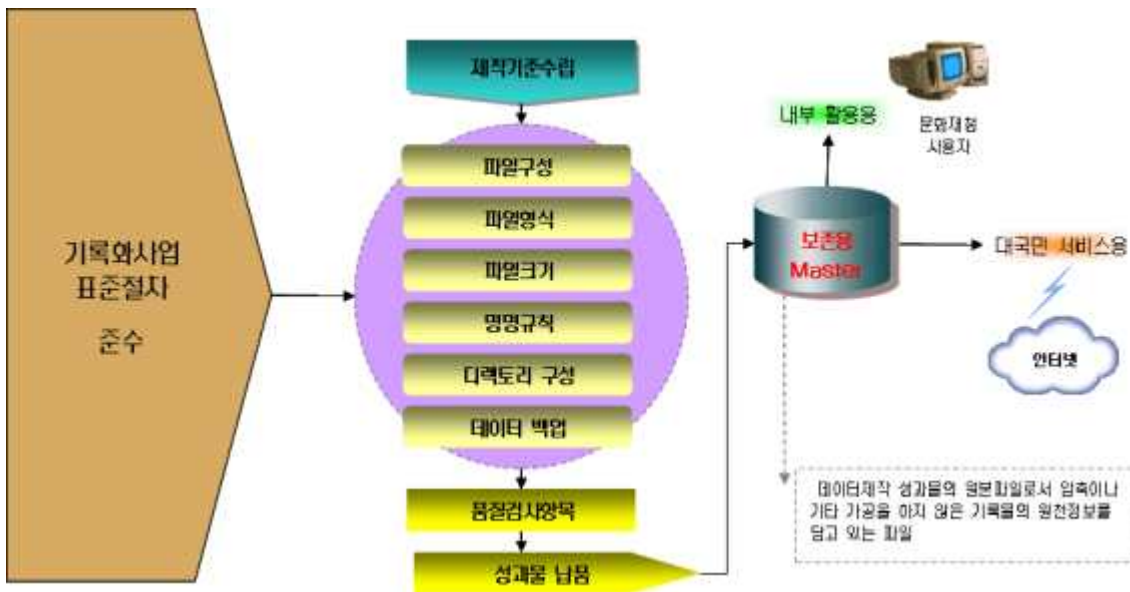 기록화사업
표준절차
준수
제작기준수립
파일구성
파일형식
파일크기
명명규칙
디렉토리 구성
데이터 백업
품질검사항목
성과물 납품
내부 활용용
문화재청
사용자
보존용
Master
대국민 서비스용
인터넷
데이터제작 성과물의 원본파일로서 압축이나
기타 가공을 하지 않은 기록물의 원천정보를
담고 있는 파일